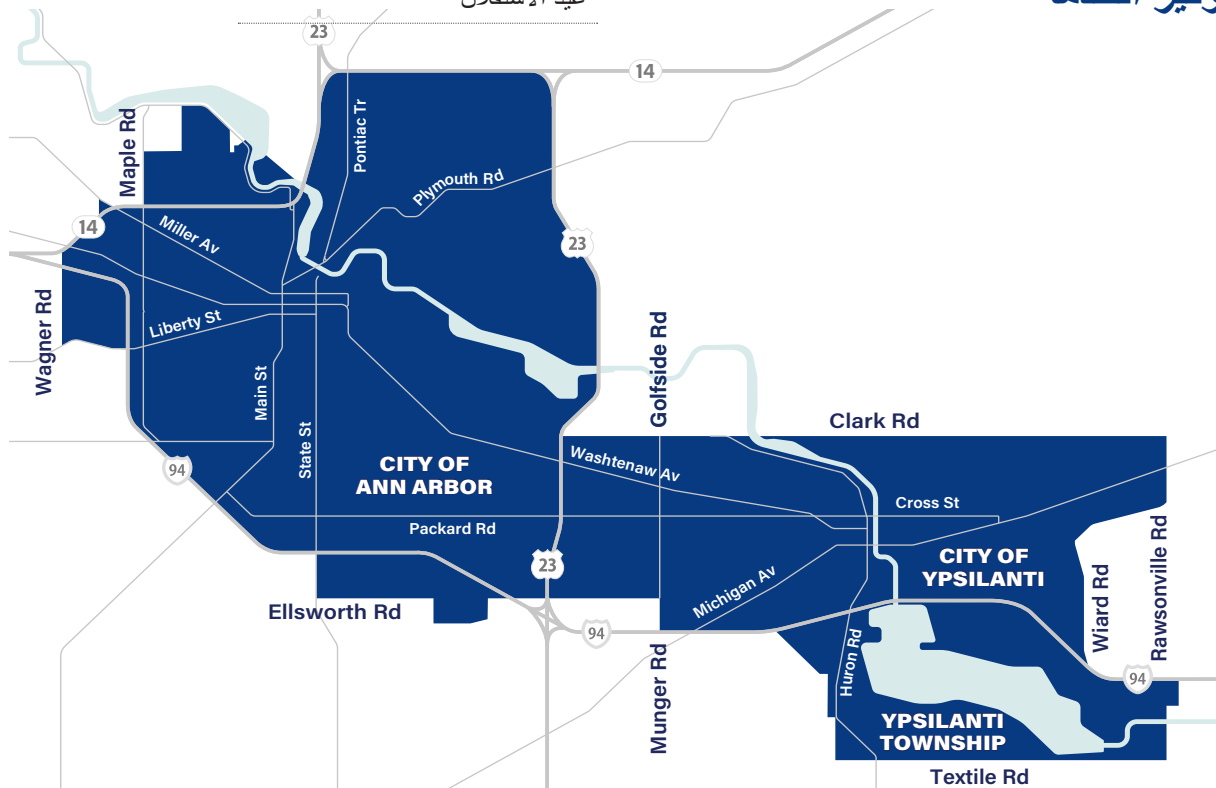 عيد الاستقلال
23
14
Pontiac Tr
Maple Rd
Plymouth Rd
14
Miller Av
23
Wagner Rd
Liberty St
Golfside Rd
Main St
State St
Clark Rd
94
CITY OF
ANN ARBOR
Washtenaw Av
Cross St
Packard Rd
23
CITY OF
YPSILANTI
Michigan Av
Wiard Rd
Rawsonville Rd
Ellsworth Rd
94
Munger Rd
Huron Rd
94
YPSILANTI
TOWNSHIP
Textile Rd